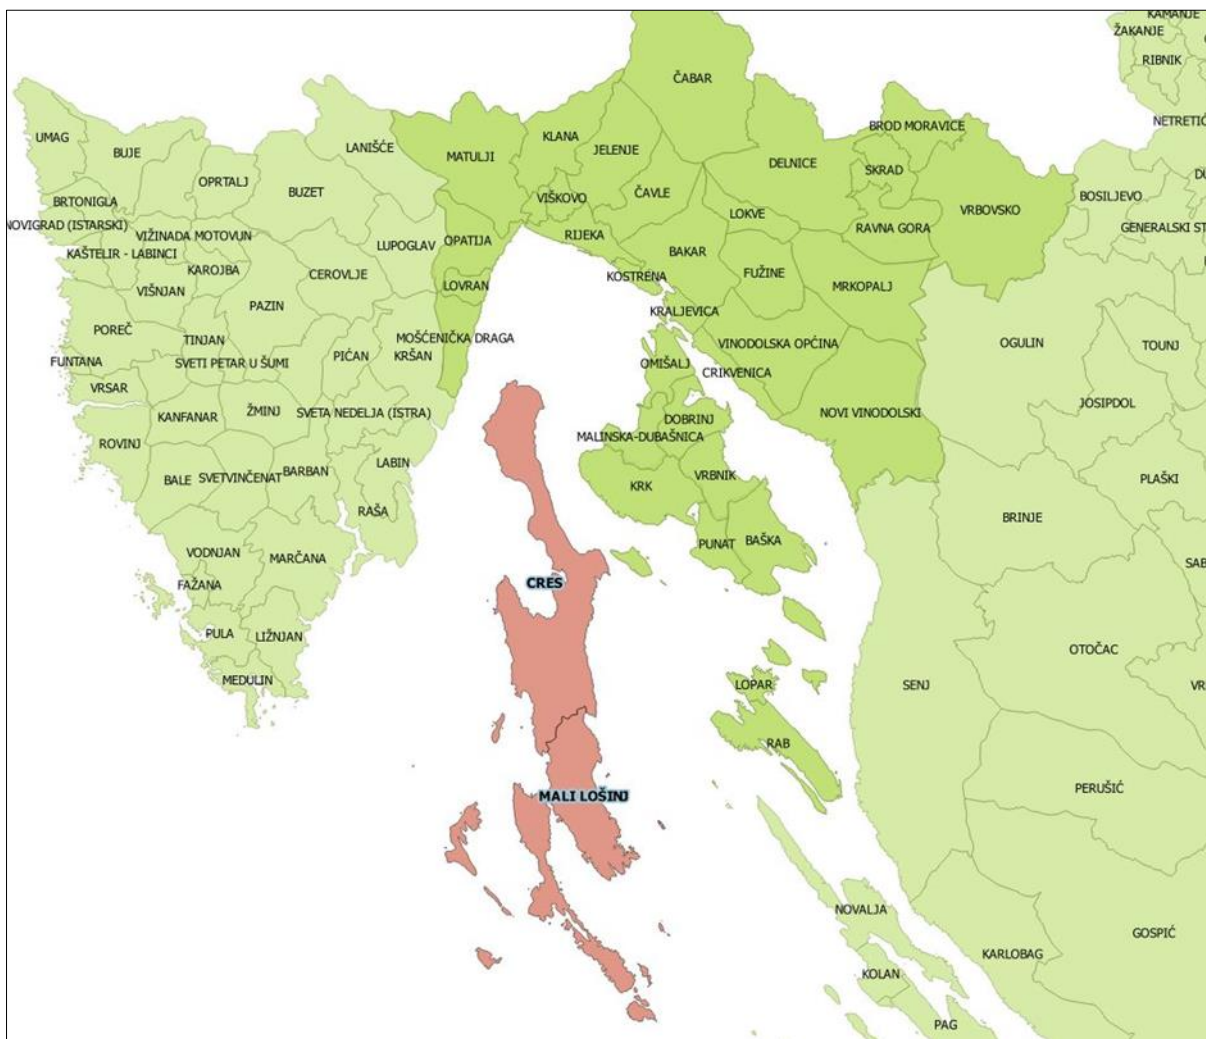 KAMANJE
ŽAKANJE
RIBNIK
ČABAR
NETRETIĆ
UMAG
BUJE
LANIŠĆE
MATULJI
KLANA
JELENJE
BROD MORAVICE
DELNICE
SKRAD
OPRTALJ
BUZET
VIŠKOVO
ČAVLE
BOSILJEVO
BRTONIGLA
LOKVE
VRBOVSKO
NOVIGRAD (ISTARSKI)
VIŽINADA
MOTOVUN
LUPOGLAV
OPATIJA
RIJEKA
RAVNA GORA
GENERALSKI ST
KAŠTELIR - LABINCI
KAROJBA
CEROVLJE
BAKAR
KOSTRENA
FUŽINE
VIŠNJAN
LOVRAN
MRKOPALJ
PAZIN
KRALJEVICA
POREČ
TINJAN
MOŠĆENIČKA DRAGA
VINODOLSKA OPĆINA
OGULIN
TOUNJ
FUNTANA
SVETI PETAR U ŠUMI
PIĆAN
KRŠAN
OMIŠALJ
CRIKVENICA
VRSAR
JOSIPDOL
KANFANAR
ŽMINJ
SVETA NEDELJA (ISTRA)
DOBRINJ
NOVI VINODOLSKI
ROVINJ
MALINSKA-DUBAŠNICA
BALE
SVETVINČENAT
BARBAN
LABIN
VRBNIK
PLAŠKI
KRK
RAŠA
BRINJE
PUNAT
BAŠKA
VODNJAN
MARČANA
SAB
FAŽANA
CRES
PULA
LIŽNJAN
OTOČAC
MEDULIN
LOPAR
SENJ
VR
RAB
PERUŠIĆ
MALI LOŠINJ
NOVALJA
GOSPIĆ
KARLOBAG
KOLAN
PAG